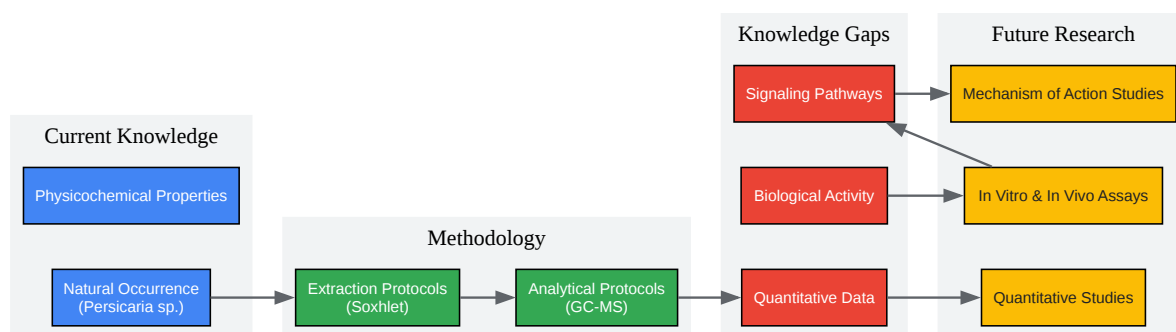 Current Knowledge
Physicochemical Properties
Natural Occurrence
(Persicaria sp.)
Methodology
Extraction Protocols
(Soxhlet)
Analytical Protocols
(GC-MS)
Knowledge Gaps
Signaling Pathways
Biological Activity
Quantitative Data
Future Research
Mechanism of Action Studies
In Vitro & In Vivo Assays
Quantitative Studies